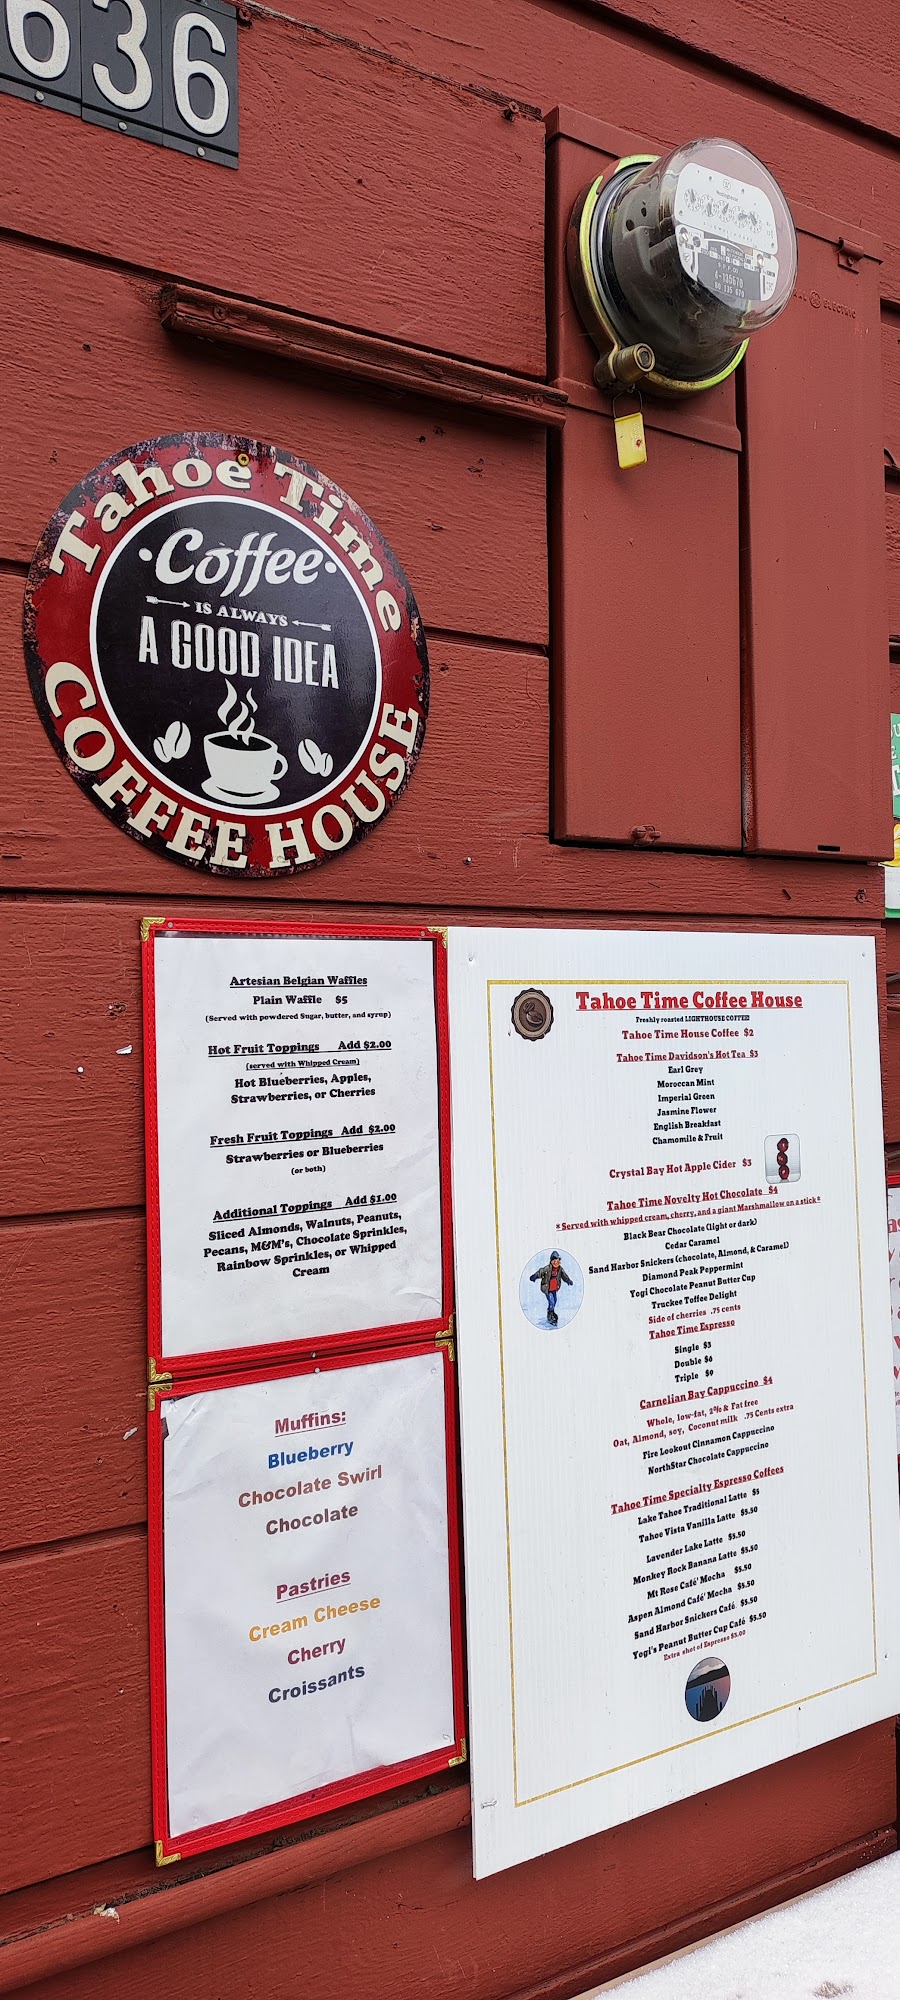 636
Westinghouse
Tahoe Time
Coffee
IS ALWAYS
A GOOD IDEA
COFFEE HOUSE
Artesian Belgian Waffles
Plain Waffle $5
(Served with powdered Sugar, butter, and syrup)
Hot Fruit Toppings Add $2.00
(served with Whipped Cream)
Hot Blueberries, Apples,
Strawberries, or Cherries
Fresh Fruit Toppings Add $2.00
Strawberries or Blueberries
(or both)
Additional Toppings Add $1.00
Sliced Almonds, Walnuts, Peanuts,
Pecans, M&M's, Chocolate Sprinkles,
Rainbow Sprinkles, or Whipped
Cream
Muffins:
Blueberry
Chocolate Swirl
Chocolate
Pastries
Cream Cheese
Cherry
Croissants
Tahoe Time Coffee House
Freshly roasted LIGHTHOUSE COFFEE!
Tahoe Time House Coffee $2
Tahoe Time Davidson's Hot Tea $3
Earl Grey
Moroccan Mint
Imperial Green
Jasmine Flower
English Breakfast
Chamomile & Fruit
Crystal Bay Hot Apple Cider $3
Tahoe Time Novelty Hot Chocolate $4
*Served with whipped cream, cherry, and a giant Marshmallow on a stick*
Black Bear Chocolate (light or dark)
Cedar Caramel
Sand Harbor Snickers (chocolate, Almond, & Caramel)
Diamond Peak Peppermint
Yogi Chocolate Peanut Butter Cup
Truckee Toffee Delight
Side of cherries .75 cents
Tahoe Time Espresso
Single $3
Double $6
Triple $9
Carnelian Bay Cappuccino $4
Whole, low-fat, 2% & Fat free
Oat, Almond, soy, Coconut milk .75 Cents extra
Fire Lookout Cinnamon Cappuccino
NorthStar Chocolate Cappuccino
Tahoe Time Specialty Espresso Coffees
Lake Tahoe Traditional Latte $5
Tahoe Vista Vanilla Latte $5.50
Lavender Lake Latte $5.50
Monkey Rock Banana Latte $5.50
Mt Rose Café' Mocha $5.50
Aspen Almond Café' Mocha $5.50
Sand Harbor Snickers Café $5.50
Yogi's Peanut Butter Cup Café $5.50
Extra shot of Espresso $3.00